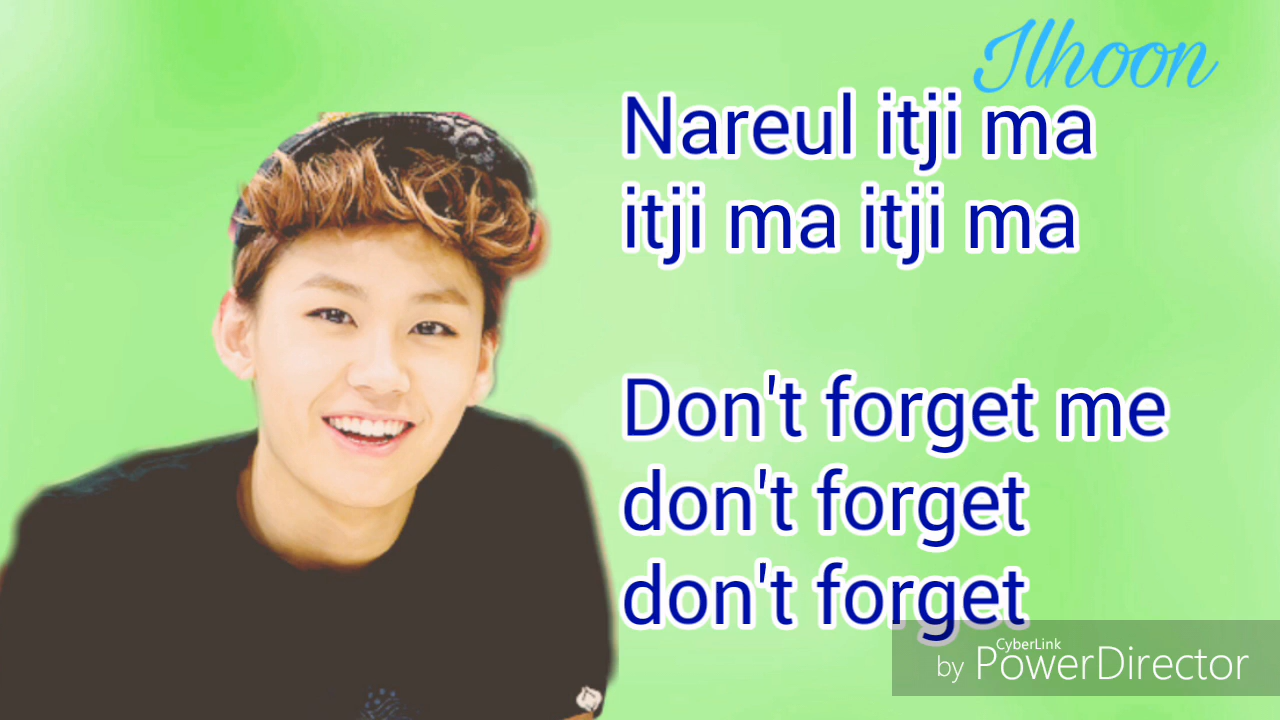 Ilhoon
Nareul itji ma
itji ma itji ma
Don't forget me
don't forget
don't forget
CyberLink
by PowerDirector